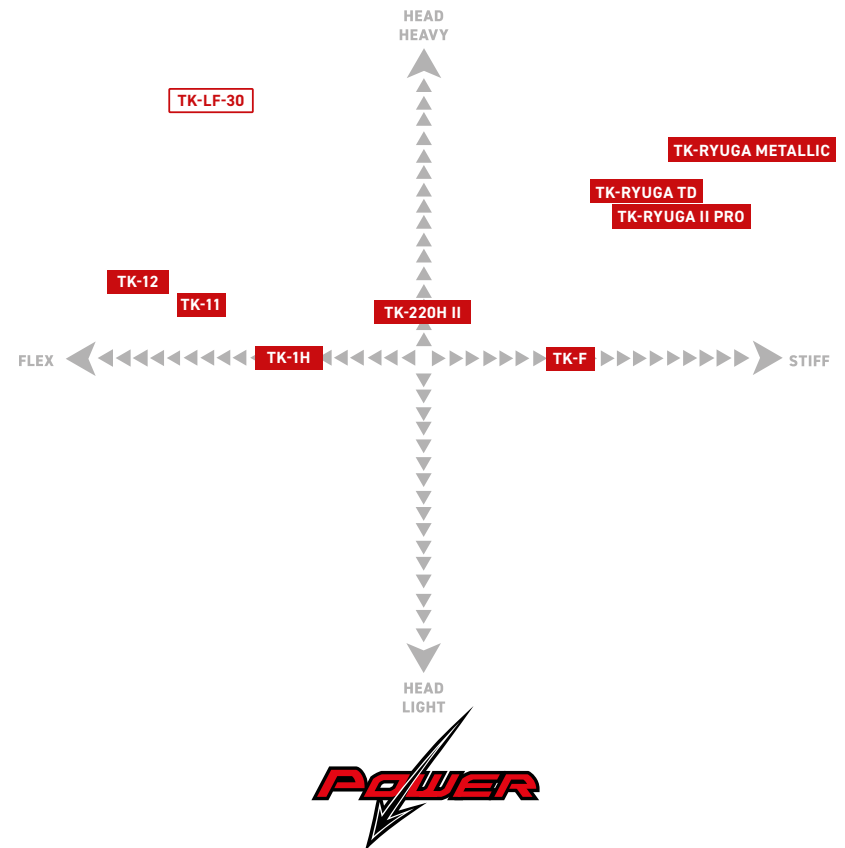 HEAD
HEAVY
TK-LF-30
TK-RYUGA METALLIC
TK-RYUGA TD
TK-RYUGA II PRO
TK-12
TK-11
TK-220H II
FLEX
TK-1H
TK-F
STIFF
HEAD
LIGHT
POWER